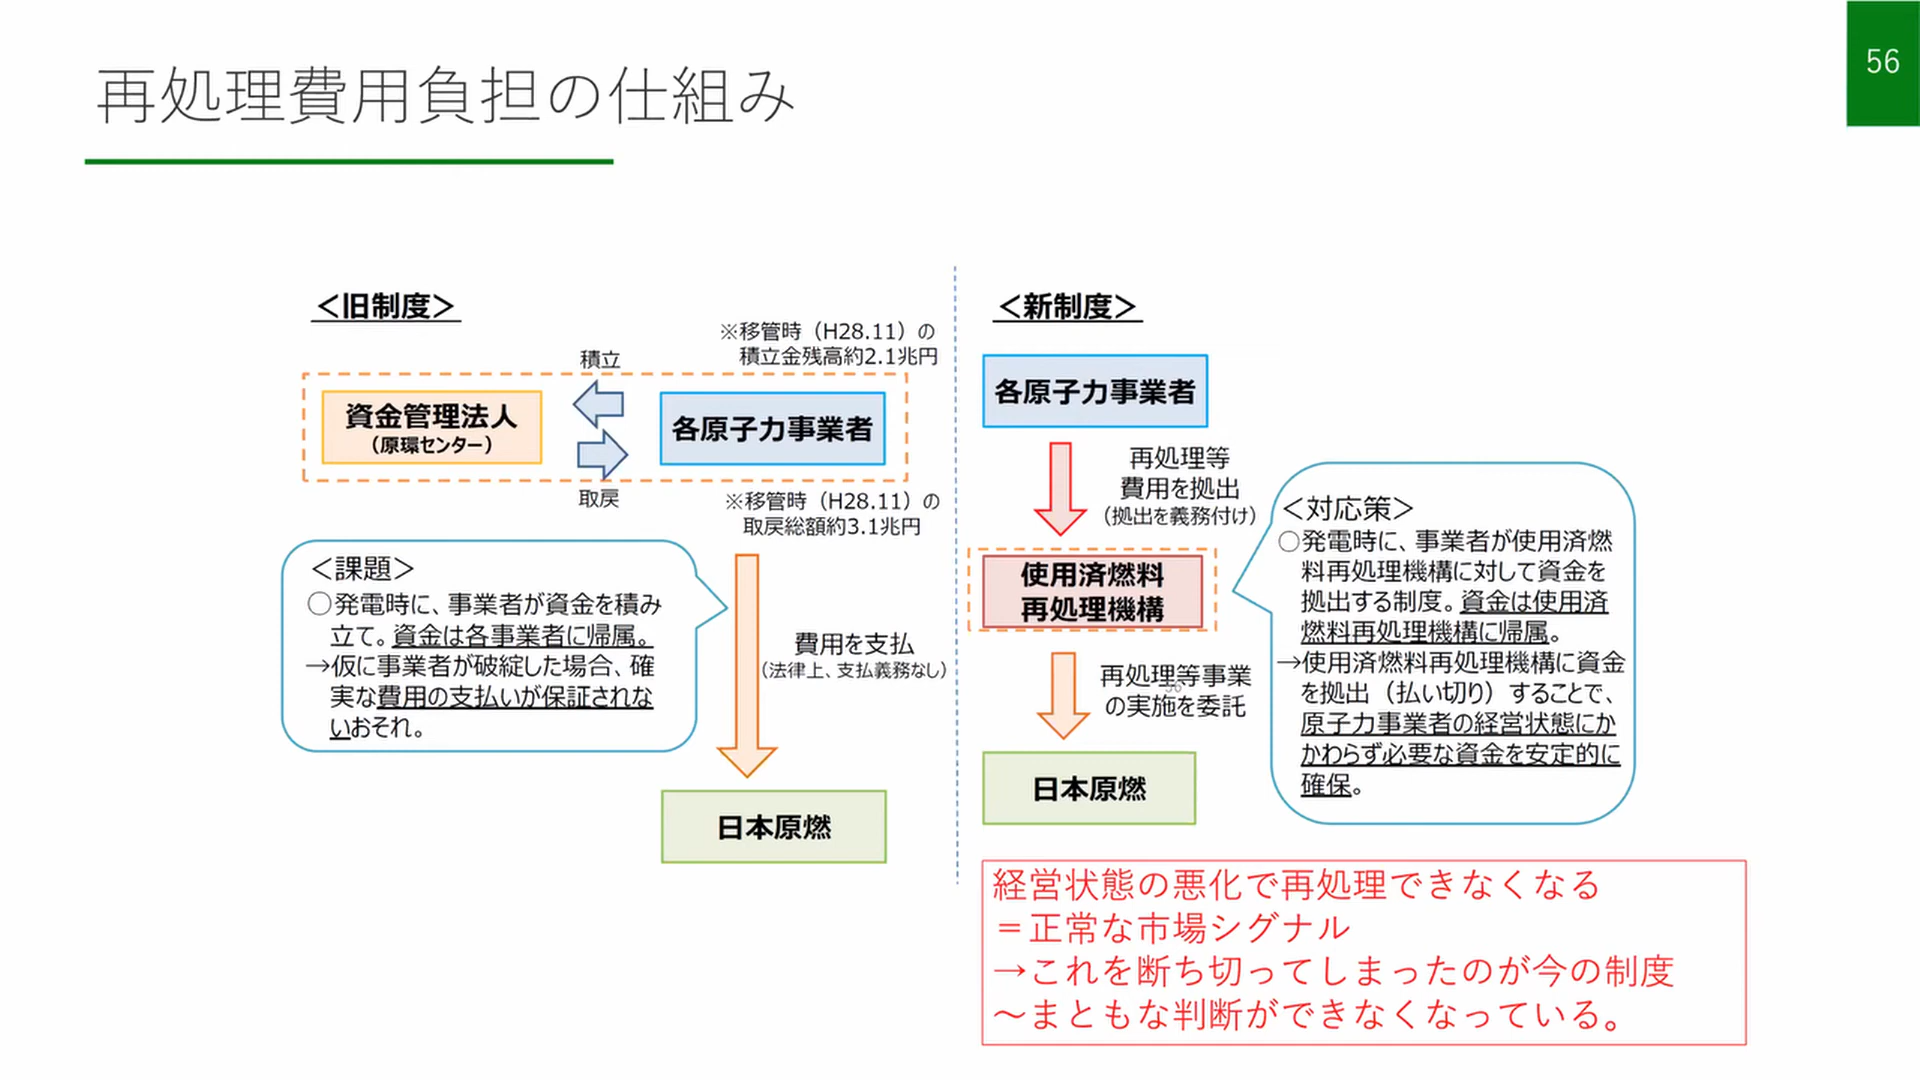 再処理費用負担の仕組み
56
＜旧制度＞
※移管時（H28.11）の
積立金残高約2.1兆円
積立
資金管理法人
（原環センター）
各原子力事業者
取戻
※移管時（H28.11）の
取戻総額約3.1兆円
＜課題＞
○発電時に、事業者が資金を積み
立て。資金は各事業者に帰属。
→仮に事業者が破綻した場合、確
実な費用の支払いが保証されな
いおそれ。
費用を支払
（法律上、支払義務なし）
日本原燃
＜新制度＞
各原子力事業者
再処理等
費用を拠出
（拠出を義務付け）
使用済燃料
再処理機構
再処理等事業
の実施を委託
56
日本原燃
＜対応策＞
○発電時に、事業者が使用済燃
料再処理機構に対して資金を
拠出する制度。資金は使用済
燃料再処理機構に帰属。
→使用済燃料再処理機構に資金
を拠出（払い切り）することで、
原子力事業者の経営状態にか
かわらず必要な資金を安定的に
確保。
経営状態の悪化で再処理できなくなる
＝正常な市場シグナル
→これを断ち切ってしまったのが今の制度
～まともな判断ができなくなっている。